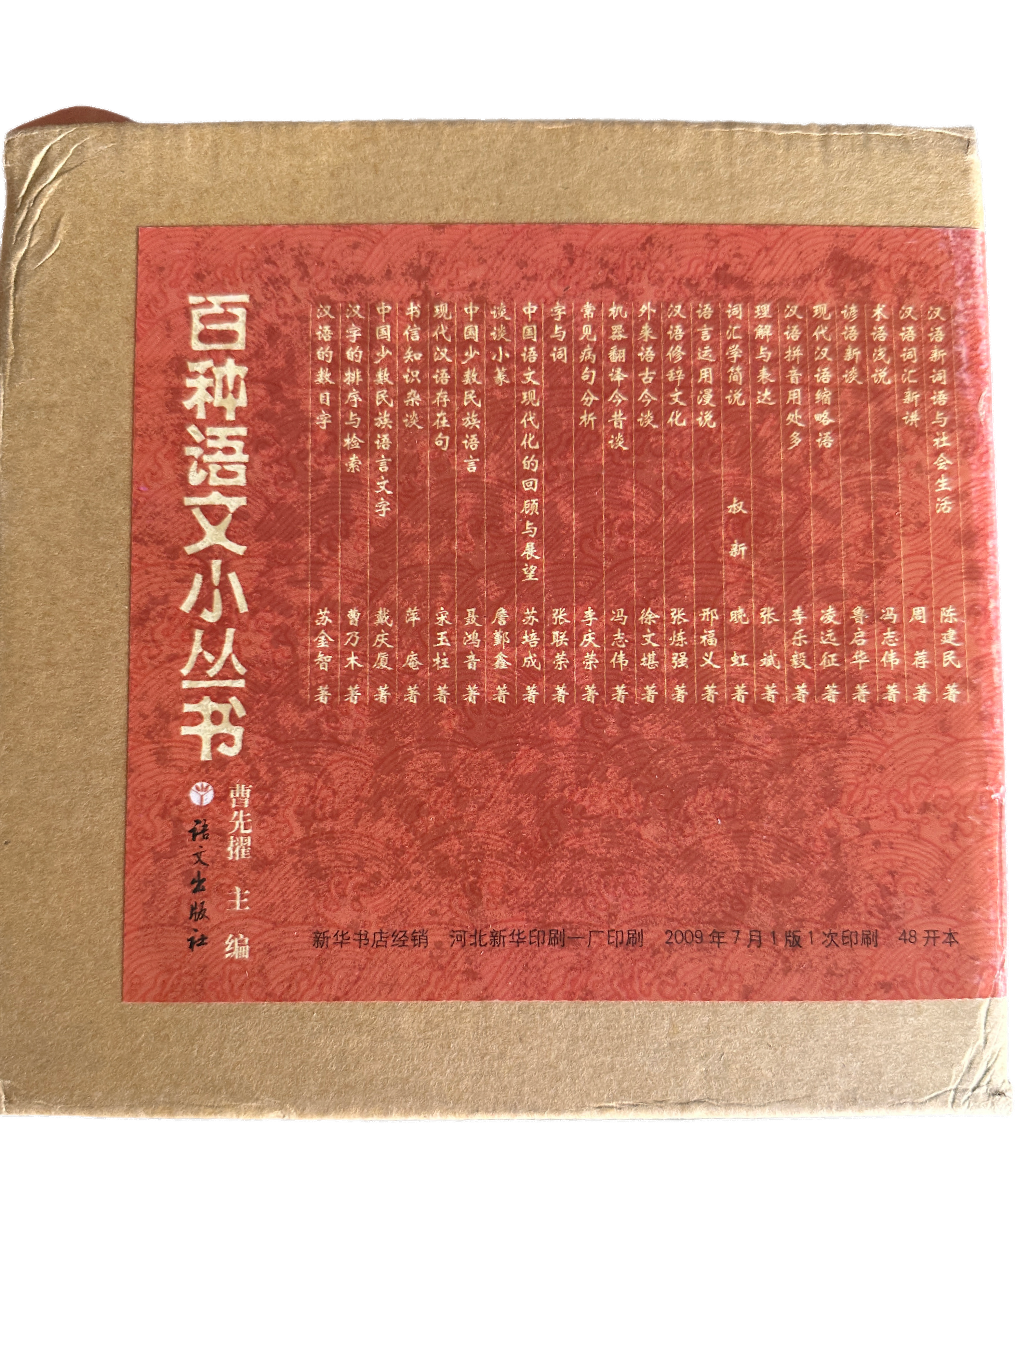 百种语文小丛书
曹先擢 主编
语文出版社
汉语新词语与社会生活 陈建民 著
汉语词汇新讲 周荐 著
术语浅说 冯志伟 著
谚语新谈 鲁启华 著
现代汉语缩略语 凌远征 著
汉语拼音用处多 李乐毅 著
理解与表达 张斌 著
词汇学简说 叔新 晚虹 著
语言运用漫说 邢福义 著
汉语修辞文化 张炼强 著
外来语古今谈 徐文堪 著
机器翻译今昔谈 冯志伟 著
常见病句分析 李庆荣 著
字与词 张联荣 著
中国语文现代化的回顾与展望 苏培成 著
谈谈小篆 詹鄞鑫 著
中国少数民族语言 聂鸿音 著
现代汉语存在句 宋玉柱 著
书信知识杂谈 萍庵 著
中国少数民族语言文字 戴庆厦 著
汉字的排序与检索 曹乃木 著
汉语的数目字 苏金智 著
新华书店经销 河北新华印刷一厂印刷 2009年7月1版1次印刷 48开本